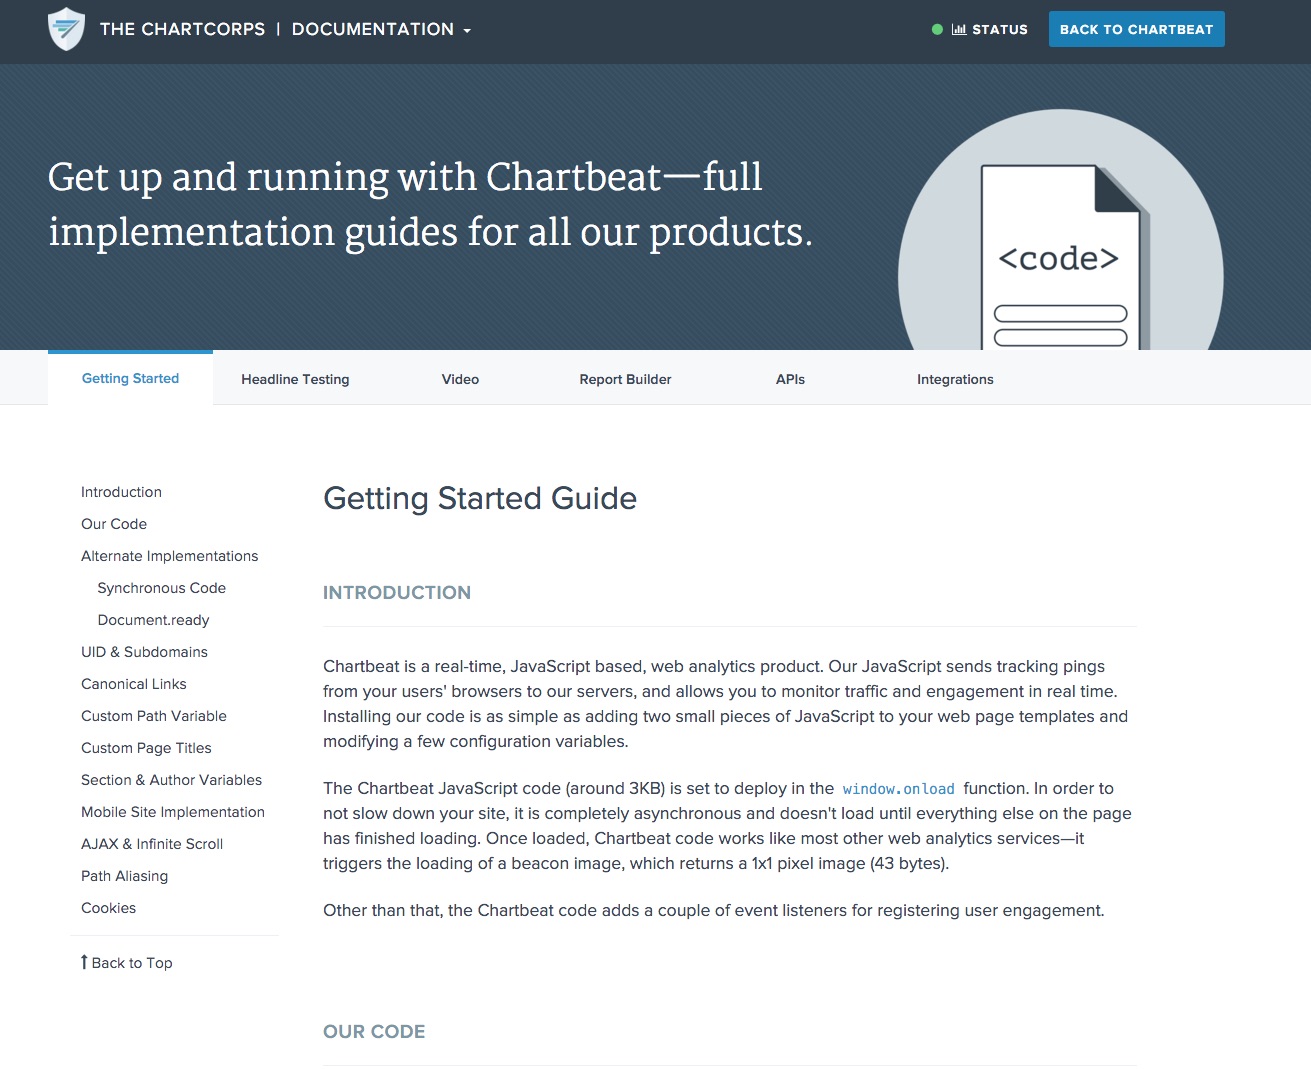 THE CHARTCORPS | DOCUMENTATION
STATUS
BACK TO CHARTBEAT
Get up and running with Chartbeat—full
implementation guides for all our products.
<code>
Getting Started
Headline Testing
Video
Report Builder
APIs
Integrations
Introduction
Our Code
Alternate Implementations
Synchronous Code
Document.ready
UID & Subdomains
Canonical Links
Custom Path Variable
Custom Page Titles
Section & Author Variables
Mobile Site Implementation
AJAX & Infinite Scroll
Path Aliasing
Cookies
Back to Top
Getting Started Guide
INTRODUCTION
Chartbeat is a real-time, JavaScript based, web analytics product. Our JavaScript sends tracking pings
from your users' browsers to our servers, and allows you to monitor traffic and engagement in real time.
Installing our code is as simple as adding two small pieces of JavaScript to your web page templates and
modifying a few configuration variables.
The Chartbeat JavaScript code (around 3KB) is set to deploy in the window.onload function. In order to
not slow down your site, it is completely asynchronous and doesn't load until everything else on the page
has finished loading. Once loaded, Chartbeat code works like most other web analytics services—it
triggers the loading of a beacon image, which returns a 1x1 pixel image (43 bytes).
Other than that, the Chartbeat code adds a couple of event listeners for registering user engagement.
OUR CODE